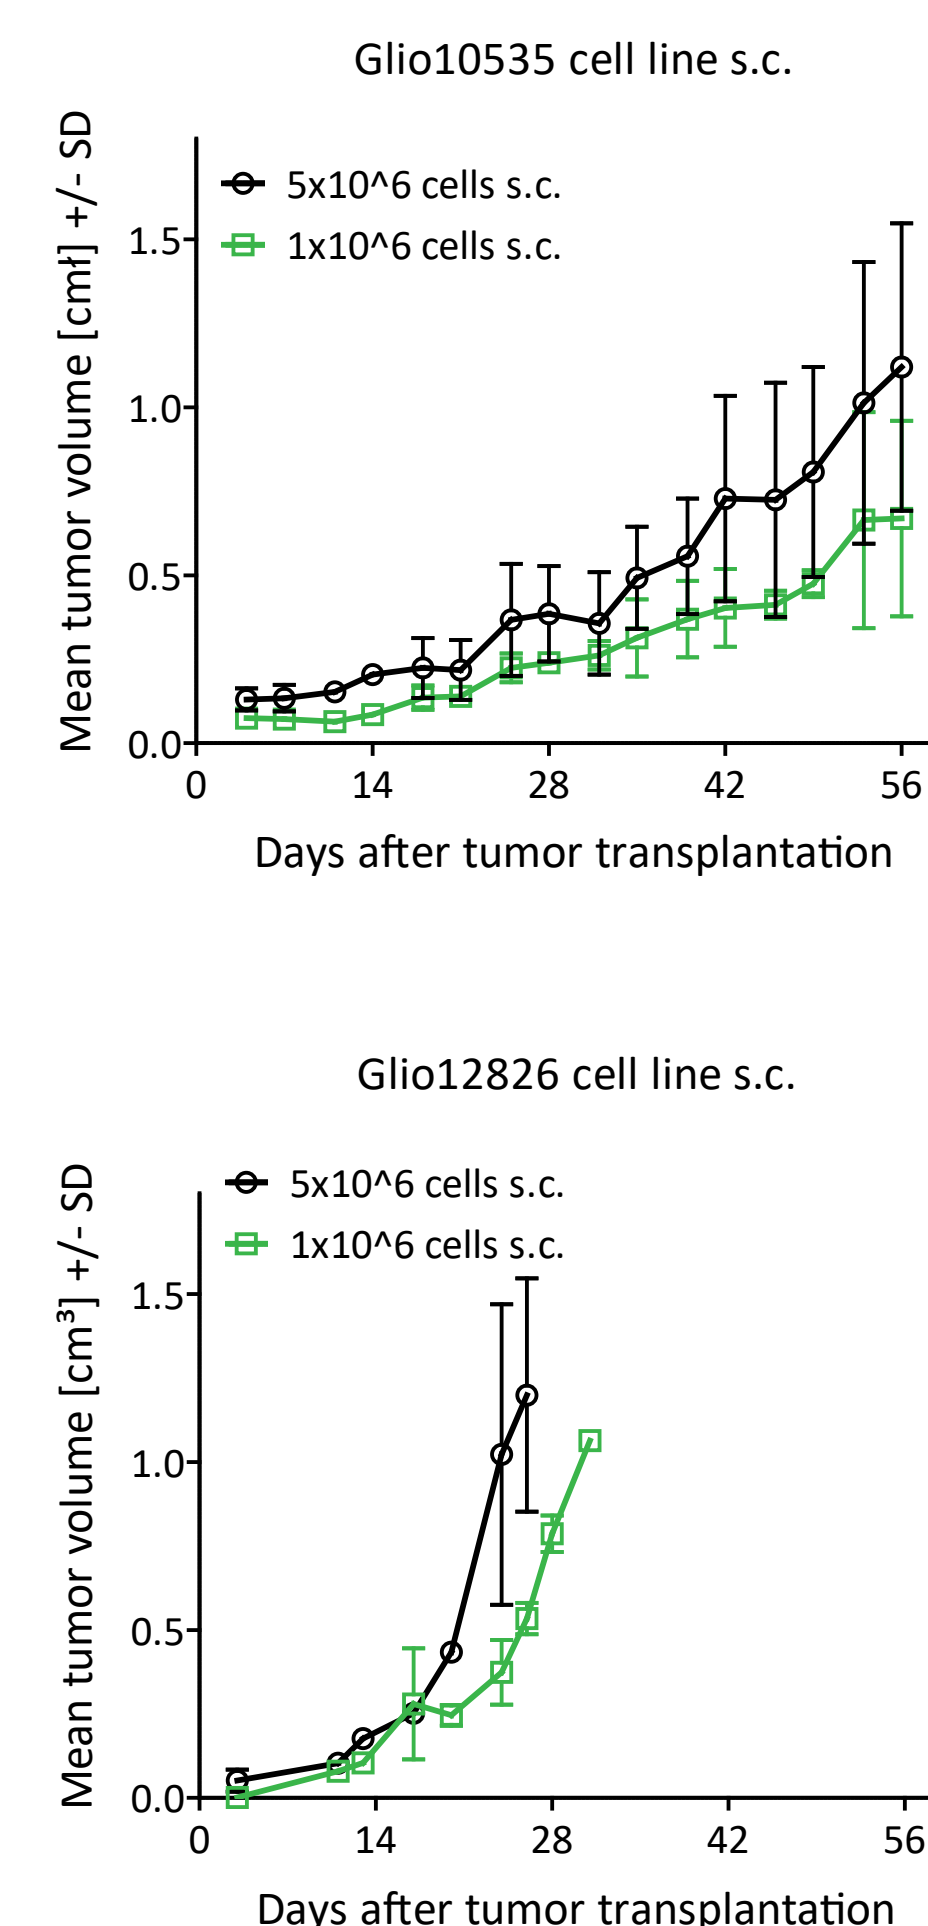 Glio10535 cell line s.c.
Mean tumor volume [cmł] +/- SD
5x10^6 cells s.c.
1x10^6 cells s.c.
1.5
1.0
0.5
0.0
0 14 28 42 56
Days after tumor transplantation
Glio12826 cell line s.c.
Mean tumor volume [cm³] +/- SD
5x10^6 cells s.c.
1x10^6 cells s.c.
1.5
1.0
0.5
0.0
0 14 28 42 56
Days after tumor transplantation